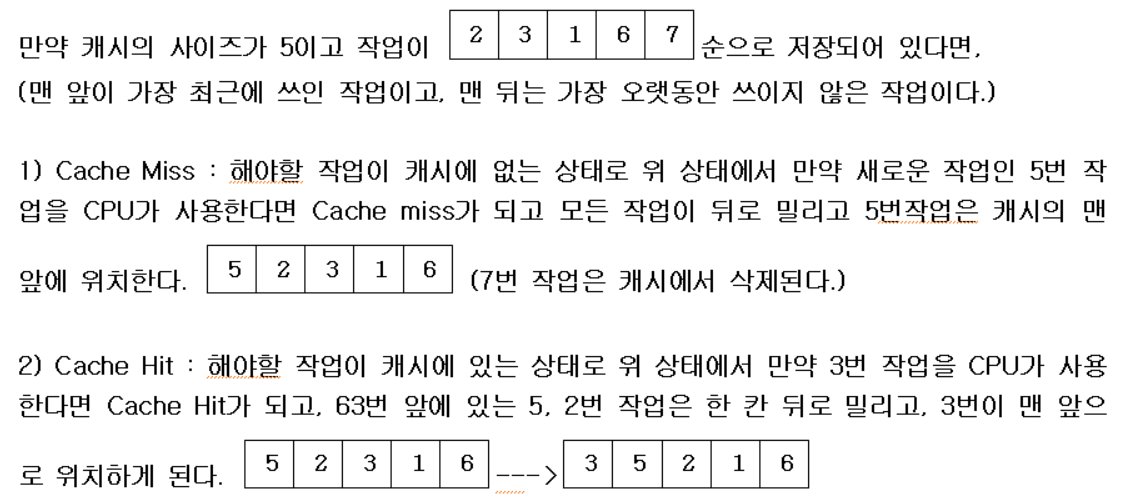 만약 캐시의 사이즈가 5이고 작업이 2 3 1 6 7 순으로 저장되어 있다면,
(맨 앞이 가장 최근에 쓰인 작업이고, 맨 뒤는 가장 오랫동안 쓰이지 않은 작업이다.)
1) Cache Miss : 해야할 작업이 캐시에 없는 상태로 위 상태에서 만약 새로운 작업인 5번 작
업을 CPU가 사용한다면 Cache miss가 되고 모든 작업이 뒤로 밀리고 5번작업은 캐시의 맨
앞에 위치한다. 5 2 3 1 6 (7번 작업은 캐시에서 삭제된다.)
2) Cache Hit : 해야할 작업이 캐시에 있는 상태로 위 상태에서 만약 3번 작업을 CPU가 사용
한다면 Cache Hit가 되고, 63번 앞에 있는 5, 2번 작업은 한 칸 뒤로 밀리고, 3번이 맨 앞으
로 위치하게 된다. 5 2 3 1 6 ---> 3 5 2 1 6